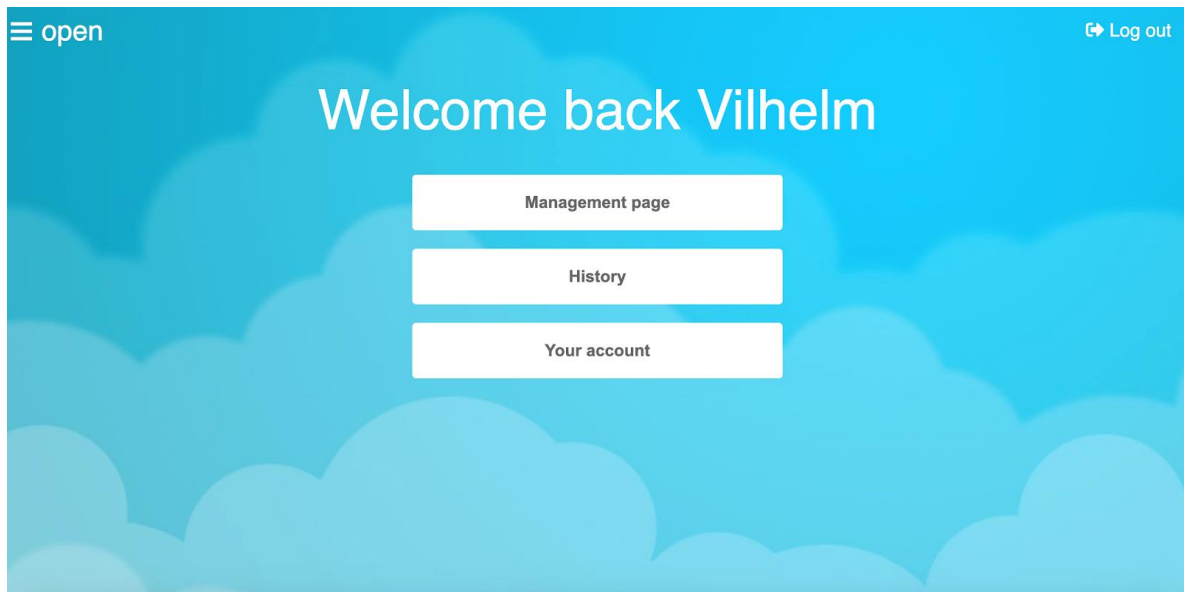 open
Log out
Welcome back Vilhelm
Management page
History
Your account